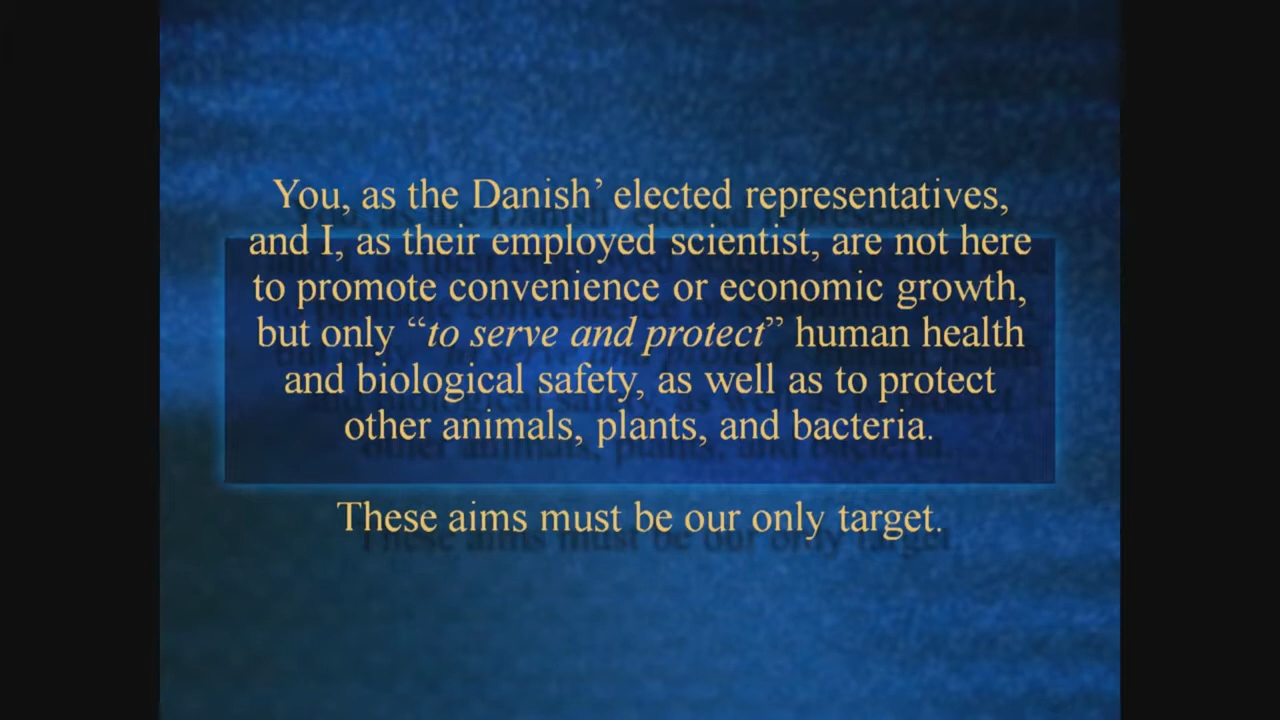 You, as the Danish’ elected representatives,
and I, as their employed scientist, are not here
to promote convenience or economic growth,
but only “to serve and protect” human health
and biological safety, as well as to protect
other animals, plants, and bacteria.
These aims must be our only target.